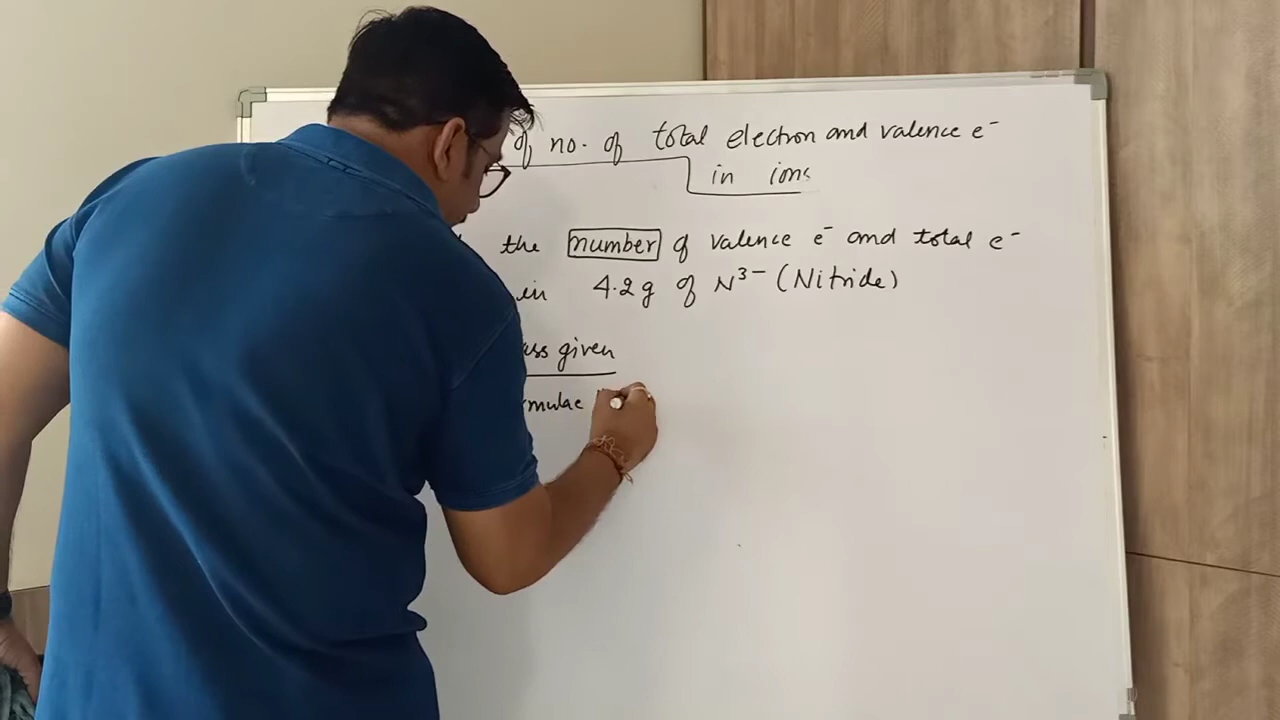 of no. of total electron and valence e⁻
in ions
the number of valence e⁻ and total e⁻
in 4.2g of N³⁻ (Nitride)
given